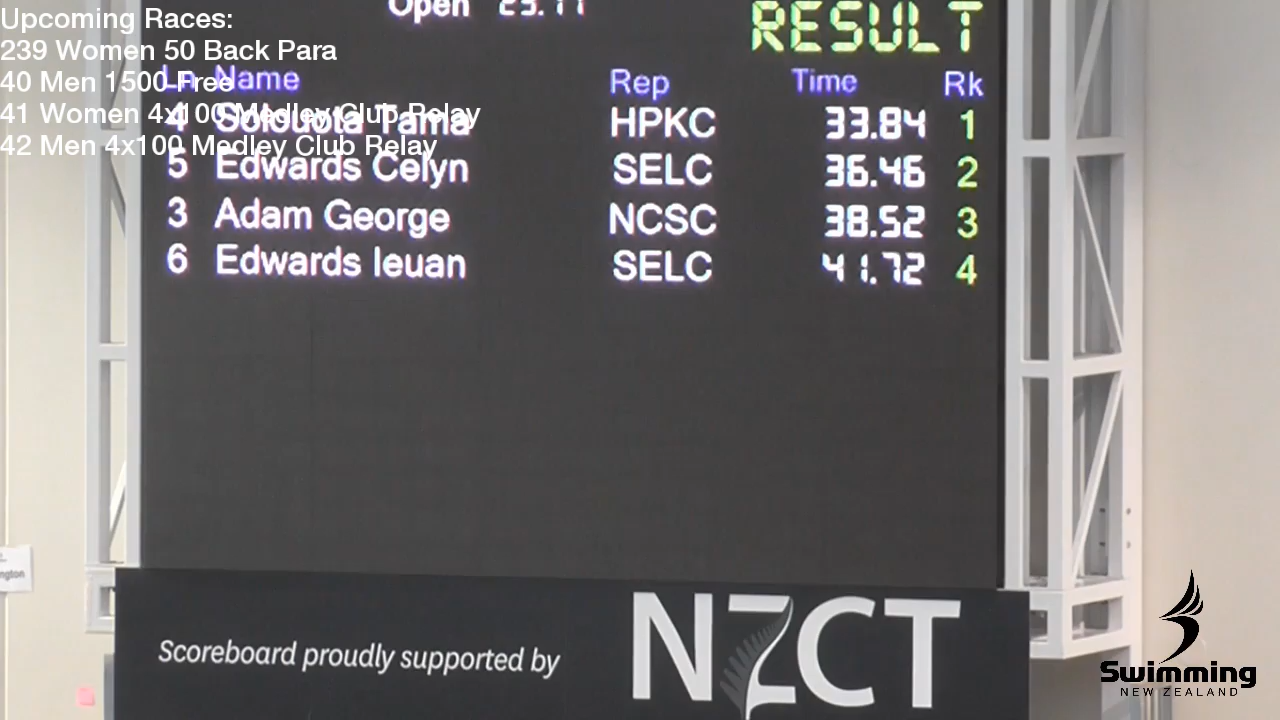 Upcoming Races:
239 Women 50 Back Para
40 Men 1500 Free
41 Women 4x100 Medley Club Relay
42 Men 4x100 Medley Club Relay
Open
RESULT
Ln Name Rep Time Rk
4 Tama HPKC 33.84 1
5 Edwards Celyn SELC 36.46 2
3 Adam George NCSC 38.52 3
6 Edwards Ieuan SELC 41.72 4
Scoreboard proudly supported by
NZCT
Swimming
NEW ZEALAND